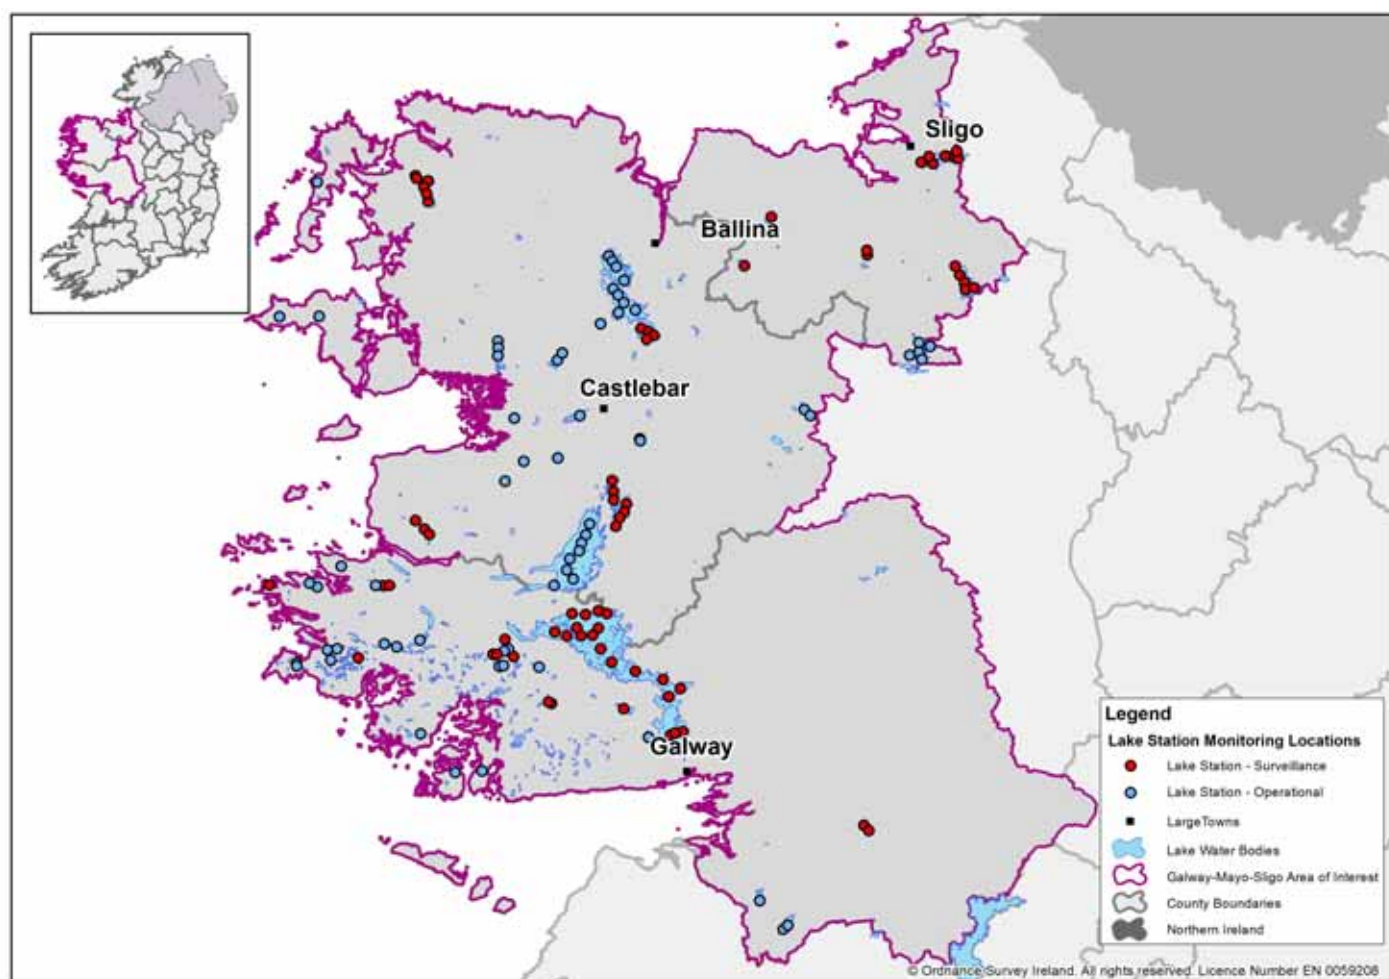 Sligo
Ballina
Castlebar
Galway
Legend
Lake Station Monitoring Locations
Lake Station - Surveillance
Lake Station - Operational
LargeTowns
Lake Water Bodies
Galway-Mayo-Sligo Area of Interest
County Boundaries
Northern Ireland
© Ordnance Survey Ireland. All rights reserved. Licence Number EN 0059208